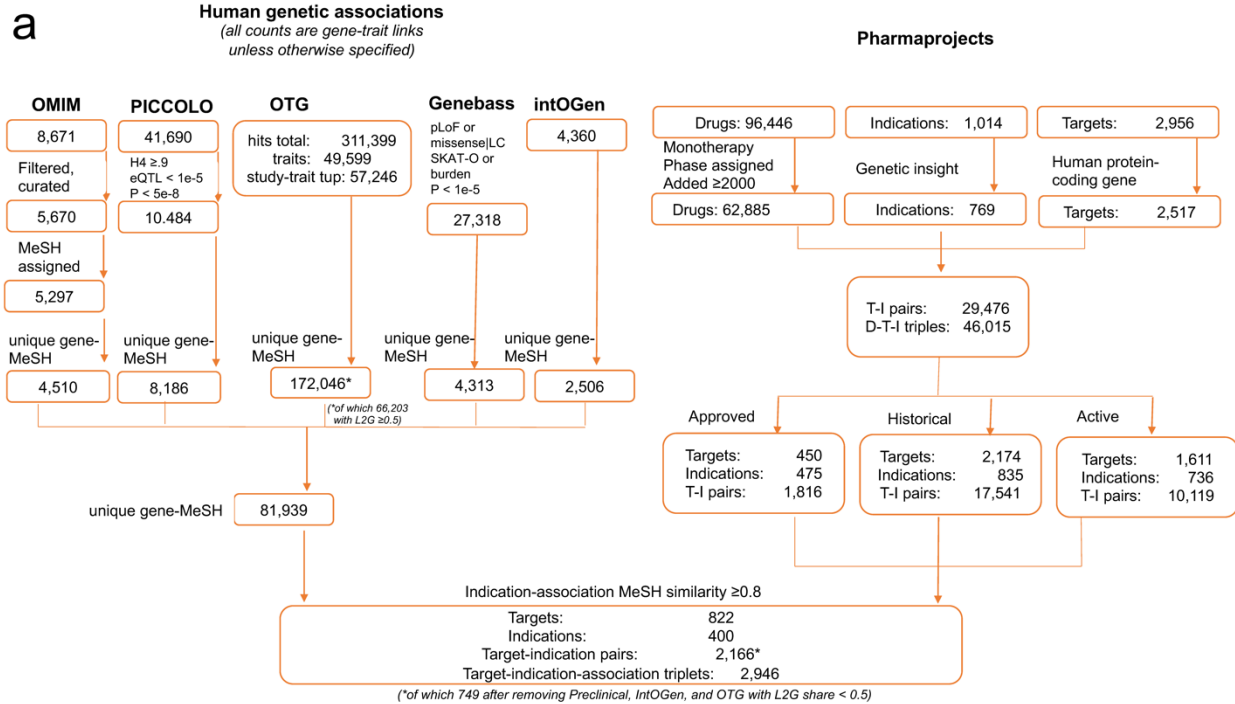 a
Human genetic associations
(all counts are gene-trait links
unless otherwise specified)
OMIM
8,671
Filtered,
curated
5,670
MeSH
assigned
5,297
unique gene-
MeSH
4,510
PICCOLO
41,690
H4 ≥.9
eQTL < 1e-5
P < 5e-8
10.484
unique gene-
MeSH
8,186
OTG
hits total: 311,399
traits: 49,599
study-trait tup: 57,246
unique gene-
MeSH
172,046*
(*of which 66,203
with L2G ≥0.5)
Genebass
pLoF or
missense|LC
SKAT-O or
burden
P < 1e-5
27,318
unique gene-
MeSH
4,313
intOGen
4,360
unique gene-
MeSH
2,506
unique gene-MeSH
81,939
Pharmaprojects
Drugs: 96,446
Monotherapy
Phase assigned
Added ≥2000
Drugs: 62,885
Indications: 1,014
Genetic insight
Indications: 769
Targets: 2,956
Human protein-
coding gene
Targets: 2,517
T-I pairs: 29,476
D-T-I triples: 46,015
Approved
Targets: 450
Indications: 475
T-I pairs: 1,816
Historical
Targets: 2,174
Indications: 835
T-I pairs: 17,541
Active
Targets: 1,611
Indications: 736
T-I pairs: 10,119
Indication-association MeSH similarity ≥0.8
Targets: 822
Indications: 400
Target-indication pairs: 2,166*
Target-indication-association triplets: 2,946
(*of which 749 after removing Preclinical, IntOGen, and OTG with L2G share < 0.5)